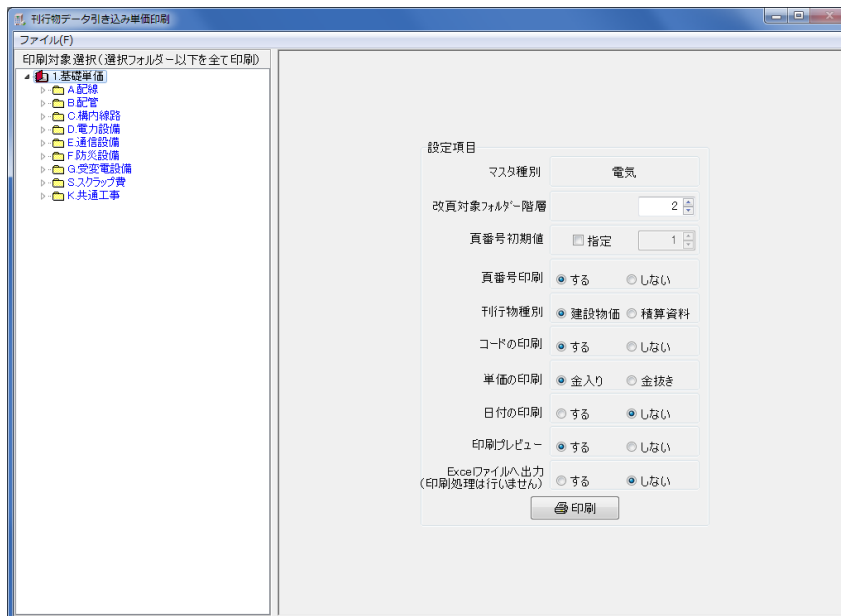 刊行物データ引き込み単価印刷
ファイル(F)
印刷対象選択(選択フォルダー以下を全て印刷)
1.基礎単価
A.配線
B.配管
C.構内線路
D.電力設備
E.通信設備
F.防災設備
G.受変電設備
S.スクラップ費
K.共通工事
設定項目
マスタ種別 電気
改頁対象フォルダー階層 2
頁番号初期値 指定 1
頁番号印刷 する しない
刊行物種別 建設物価 積算資料
コードの印刷 する しない
単価の印刷 金入り 金抜き
日付の印刷 する しない
印刷プレビュー する しない
Excelファイルへ出力
(印刷処理は行いません) する しない
印刷